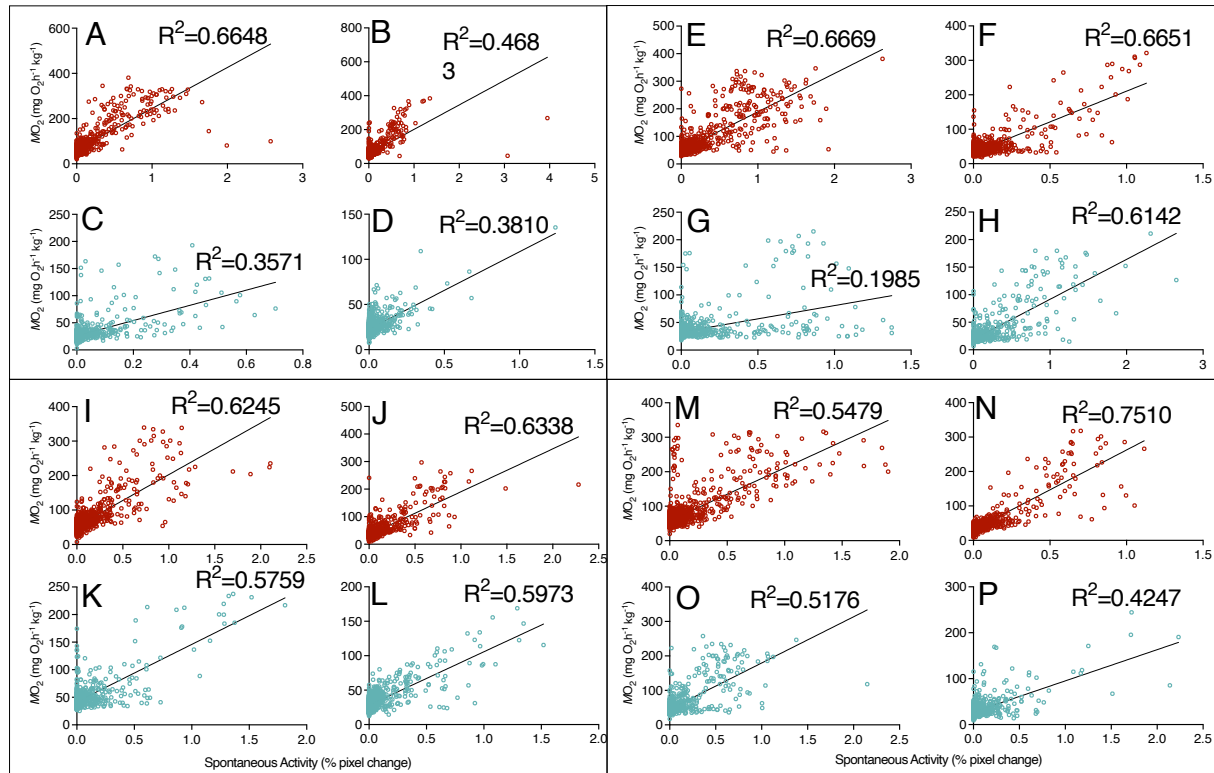 A
R²=0.6648
MO₂ (mg O₂h⁻¹ kg⁻¹)
600
400
200
0
0 1 2 3
B
R²=0.468
3
800
600
400
200
0
0 1 2 3 4 5
C
R²=0.3571
MO₂ (mg O₂h⁻¹ kg⁻¹)
250
200
150
100
50
0
0.0 0.2 0.4 0.6 0.8
D
R²=0.3810
150
100
50
0
0.0 0.5 1.0 1.5
E
R²=0.6669
MO₂ (mg O₂h⁻¹ kg⁻¹)
400
300
200
100
0
0 1 2 3
F
R²=0.6651
400
300
200
100
0
0.0 0.5 1.0 1.5
G
R²=0.1985
MO₂ (mg O₂h⁻¹ kg⁻¹)
250
200
150
100
50
0
0.0 0.5 1.0 1.5
H
R²=0.6142
250
200
150
100
50
0
0 1 2 3
I
R²=0.6245
MO₂ (mg O₂h⁻¹ kg⁻¹)
400
300
200
100
0
0.0 0.5 1.0 1.5 2.0 2.5
J
R²=0.6338
500
400
300
200
100
0
0.0 0.5 1.0 1.5 2.0 2.5
K
R²=0.5759
MO₂ (mg O₂h⁻¹ kg⁻¹)
250
200
150
100
50
0
0.0 0.5 1.0 1.5 2.0
L
R²=0.5973
200
150
100
50
0
0.0 0.5 1.0 1.5 2.0
Spontaneous Activity (% pixel change)
M
R²=0.5479
MO₂ (mg O₂h⁻¹ kg⁻¹)
400
300
200
100
0
0.0 0.5 1.0 1.5 2.0
N
R²=0.7510
400
300
200
100
0
0.0 0.5 1.0 1.5
O
R²=0.5176
MO₂ (mg O₂h⁻¹ kg⁻¹)
400
300
200
100
0
0.0 0.5 1.0 1.5 2.0 2.5
P
R²=0.4247
300
200
100
0
0.0 0.5 1.0 1.5 2.0 2.5
Spontaneous Activity (% pixel change)